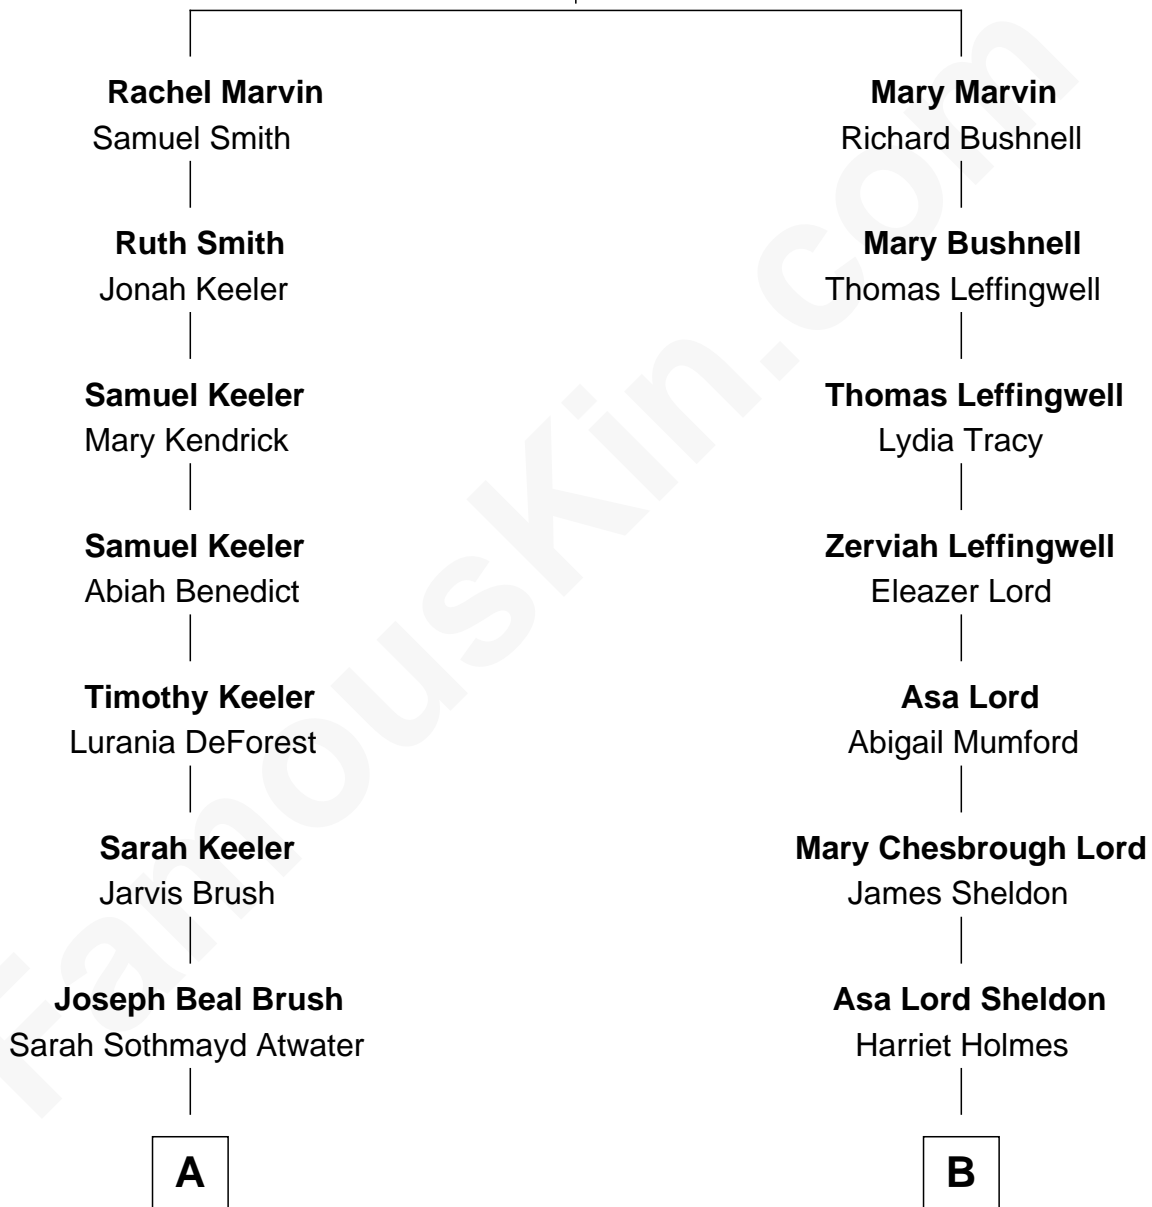 Rachel Marvin
Samuel Smith
Mary Marvin
Richard Bushnell
Ruth Smith
Jonah Keeler
Mary Bushnell
Thomas Leffingwell
Samuel Keeler
Mary Kendrick
Thomas Leffingwell
Lydia Tracy
Samuel Keeler
Abiah Benedict
Zerviah Leffingwell
Eleazer Lord
Timothy Keeler
Lurania DeForest
Asa Lord
Abigail Mumford
Sarah Keeler
Jarvis Brush
Mary Chesbrough Lord
James Sheldon
Joseph Beal Brush
Sarah Sothmayd Atwater
Asa Lord Sheldon
Harriet Holmes
A
B
FamousKin.com